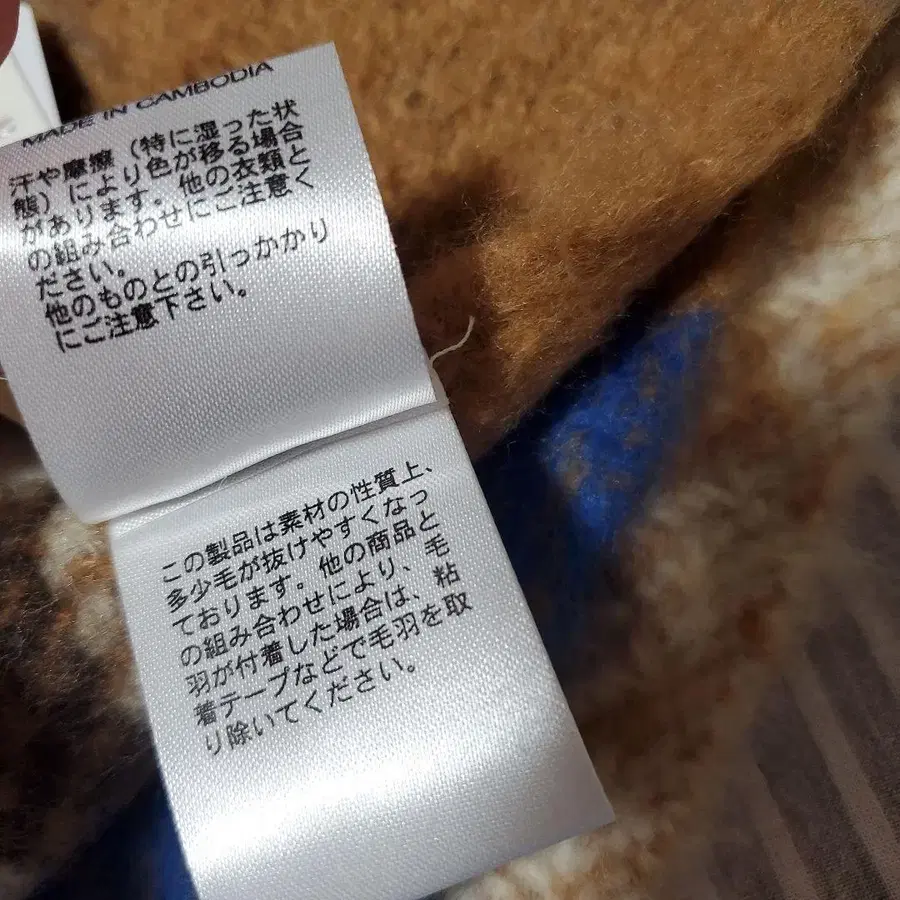 MADE IN CAMBODIA
汗や摩擦（特に湿った状
態）により色が移る場合
があります。他の衣類と
の組み合わせにご注意く
ださい。
他のものとの引っかかり
にご注意下さい。
この製品は素材の性質上、
多少毛が抜けやすくなっ
ております。他の商品と
の組み合わせにより、毛
羽が付着した場合は、粘
着テープなどで毛羽を取
り除いてください。